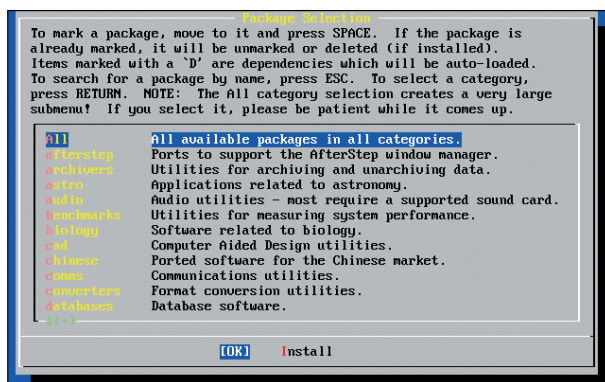 Package Selection
To mark a package, move to it and press SPACE. If the package is
already marked, it will be unmarked or deleted (if installed).
Items marked with a `D' are dependencies which will be auto-loaded.
To search for a package by name, press ESC. To select a category,
press RETURN. NOTE: The All category selection creates a very large
submenu! If you select it, please be patient while it comes up.
All All available packages in all categories.
afterstep Ports to support the AfterStep window manager.
archivers Utilities for archiving and unarchiving data.
astro Applications related to astronomy.
audio Audio utilities - most require a supported sound card.
benchmarks Utilities for measuring system performance.
biology Software related to biology.
cad Computer Aided Design utilities.
chinese Ported software for the Chinese market.
comms Communications utilities.
converters Format conversion utilities.
databases Database software.
(+)
[OK] Install